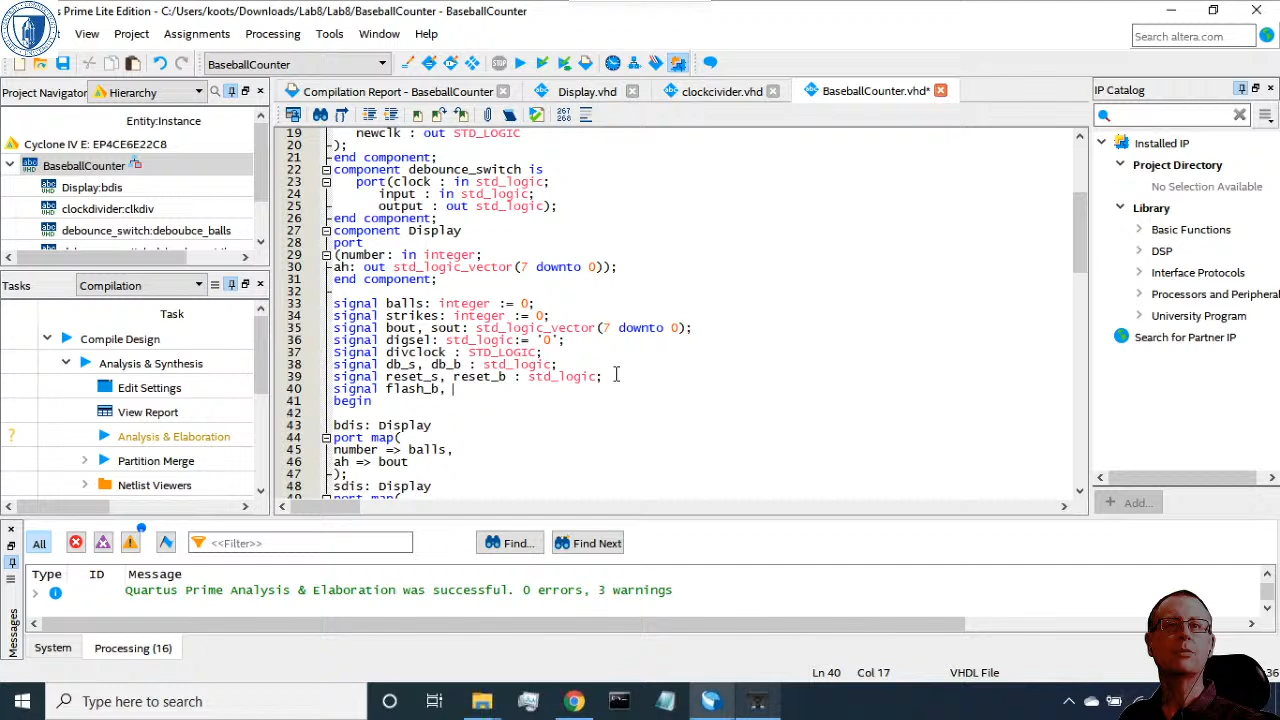 s Prime Lite Edition - C:/Users/koots/Downloads/Lab8/Lab8/BaseballCounter - BaseballCounter
View Project Assignments Processing Tools Window Help
Search altera.com
BaseballCounter
Project Navigator Hierarchy
Compilation Report - BaseballCounter Display.vhd clockcivider.vhd BaseballCounter.vhd*
IP Catalog
Entity:Instance
Cyclone IV E: EP4CE6E22C8
BaseballCounter
Display:bdis
clockdivider:clkdiv
debounce_switch:deboubce_balls
267
268
19 newclk : out STD_LOGIC
20 );
21 end component;
22 component debounce_switch is
23 port(clock : in std_logic;
24 input : in std_logic;
25 output : out std_logic);
26 end component;
27 component Display
28 port
29 (number: in integer;
30 ah: out std_logic_vector(7 downto 0));
31 end component;
32
33 signal balls: integer := 0;
34 signal strikes: integer := 0;
35 signal bout, sout: std_logic_vector(7 downto 0);
36 signal digsel: std_logic:= '0';
37 signal divclock : STD_LOGIC;
38 signal db_s, db_b : std_logic;
39 signal reset_s, reset_b : std_logic;
40 signal flash_b,
41 begin
42
43 bdis: Display
44 port map(
45 number => balls,
46 ah => bout
47 );
48 sdis: Display
49 port map(
Installed IP
Project Directory
No Selection Available
Library
Basic Functions
DSP
Interface Protocols
Processors and Periphera
University Program
Search for Partner IP
+ Add...
Tasks Compilation
Task
Compile Design
Analysis & Synthesis
Edit Settings
View Report
? Analysis & Elaboration
Partition Merge
Netlist Viewers
All <<Filter>> Find... Find Next
Type ID Message
Quartus Prime Analysis & Elaboration was successful. 0 errors, 3 warnings
Messages
System Processing (16)
Ln 40 Col 17 VHDL File
Type here to search